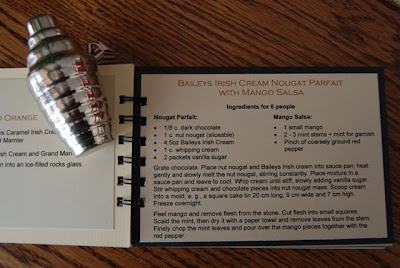 O ORANGE
ys Caramel Irish Cre
d Marnier
ish Cream and Grand Mar
n into an ice-filled rocks glass.
BAILEYS IRISH CREAM NOUGAT PARFAIT
WITH MANGO SALSA
Ingredients for 6 people
Nougat Parfait:
• 1/8 c. dark chocolate
• 1 c. nut nougat (sliceable)
• 4.5oz Baileys Irish Cream
• 1 c. whipping cream
• 2 packets vanilla sugar
Mango Salsa:
• 1 small mango
• 2 - 3 mint stems + mint for garnish
• Pinch of coarsely ground red
pepper
Grate chocolate. Place nut nougat and Baileys Irish cream into sauce pan, heat
gently and slowly melt the nut nougat, stirring constantly. Place mixture in a
sauce pan and leave to cool. Whip cream until stiff, slowly adding vanilla sugar.
Stir whipping cream and chocolate pieces into nut nougat mass. Scoop cream
into a mold, e. g., a square cake tin 20 cm long, 9 cm wide and 7 cm high.
Freeze overnight.
Peel mango and remove flesh from the stone. Cut flesh into small squares.
Scald the mint, then dry it with a paper towel and remove leaves from the stem.
Finely chop the mint leaves and pour over the mango pieces together with the
red pepper.